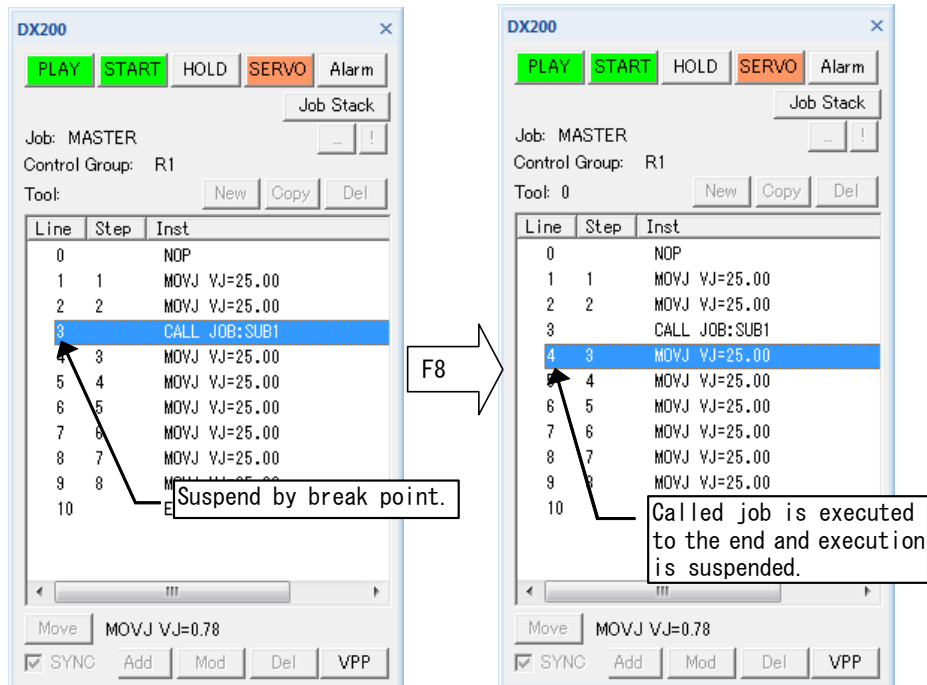 DX200 ×
PLAY START HOLD SERVO Alarm
Job Stack
Job: MASTER ... !
Control Group: R1
Tool: New Copy Del
Line Step Inst
0 NOP
1 1 MOVJ VJ=25.00
2 2 MOVJ VJ=25.00
3 CALL JOB:SUB1
4 3 MOVJ VJ=25.00
5 4 MOVJ VJ=25.00
6 5 MOVJ VJ=25.00
7 6 MOVJ VJ=25.00
8 7 MOVJ VJ=25.00
9 8
10
Suspend by break point.
Move MOVJ VJ=0.78
SYNC Add Mod Del VPP
F8
DX200 ×
PLAY START HOLD SERVO Alarm
Job Stack
Job: MASTER ... !
Control Group: R1
Tool: 0 New Copy Del
Line Step Inst
0 NOP
1 1 MOVJ VJ=25.00
2 2 MOVJ VJ=25.00
3 CALL JOB:SUB1
4 3 MOVJ VJ=25.00
5 4 MOVJ VJ=25.00
6 5 MOVJ VJ=25.00
7 6 MOVJ VJ=25.00
8 7 MOVJ VJ=25.00
9 8 MOVJ VJ=25.00
10
Called job is executed
to the end and execution
is suspended.
Move MOVJ VJ=0.78
SYNC Add Mod Del VPP